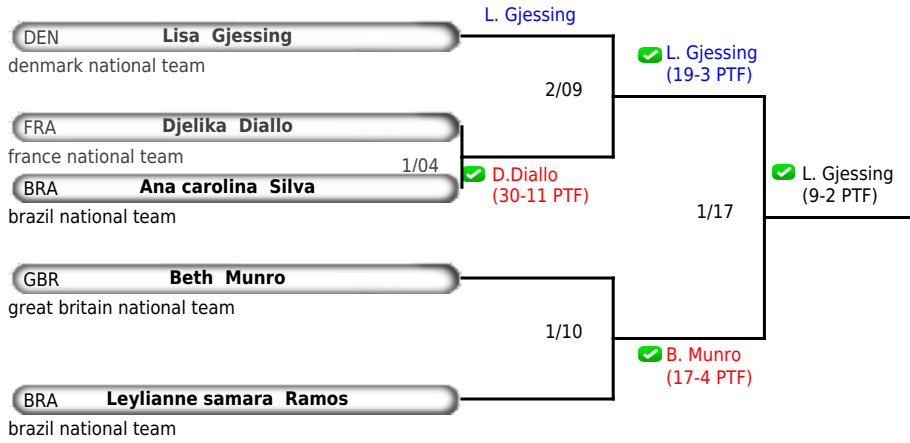 L. Gjessing
DEN Lisa Gjessing
denmark national team
L. Gjessing
(19-3 PTF)
2/09
FRA Djelika Diallo
france national team
1/04
BRA Ana carolina Silva
brazil national team
D.Diallo
(30-11 PTF)
L. Gjessing
(9-2 PTF)
1/17
GBR Beth Munro
great britain national team
1/10
B. Munro
(17-4 PTF)
BRA Leylianne samara Ramos
brazil national team